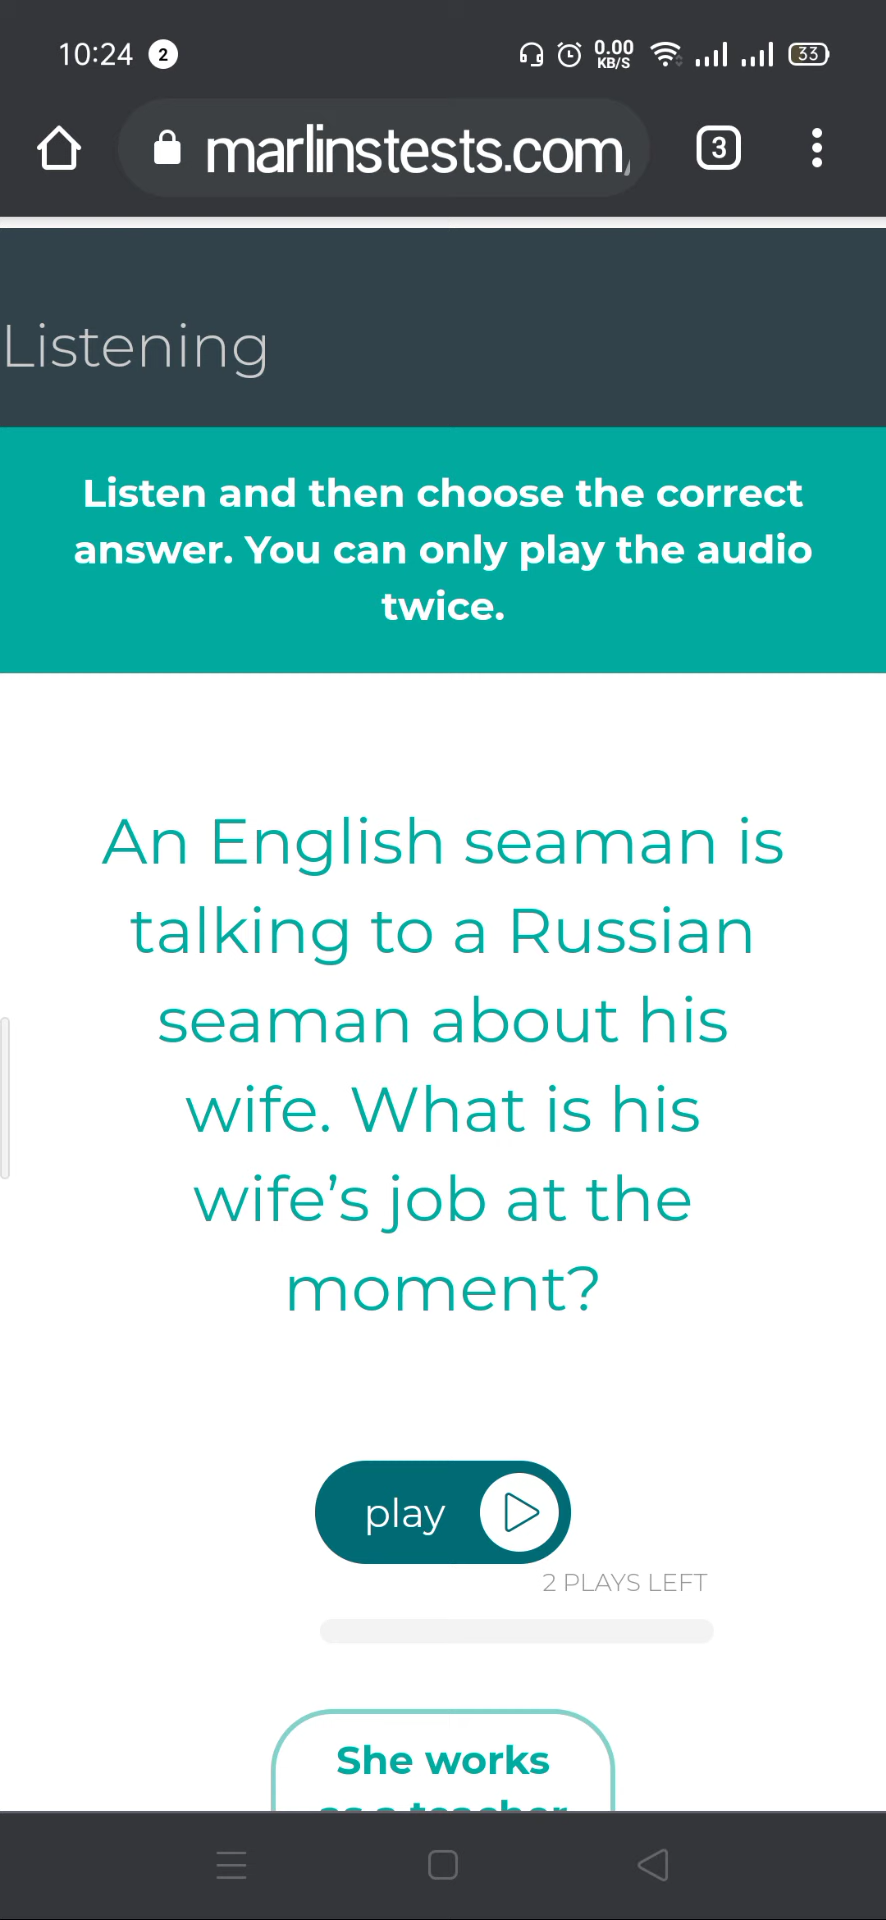 10:24 2 0.00 KB/S 33
marlinstests.com 3
Listening
Listen and then choose the correct
answer. You can only play the audio
twice.
An English seaman is
talking to a Russian
seaman about his
wife. What is his
wife’s job at the
moment?
play
2 PLAYS LEFT
She works
as a teacher